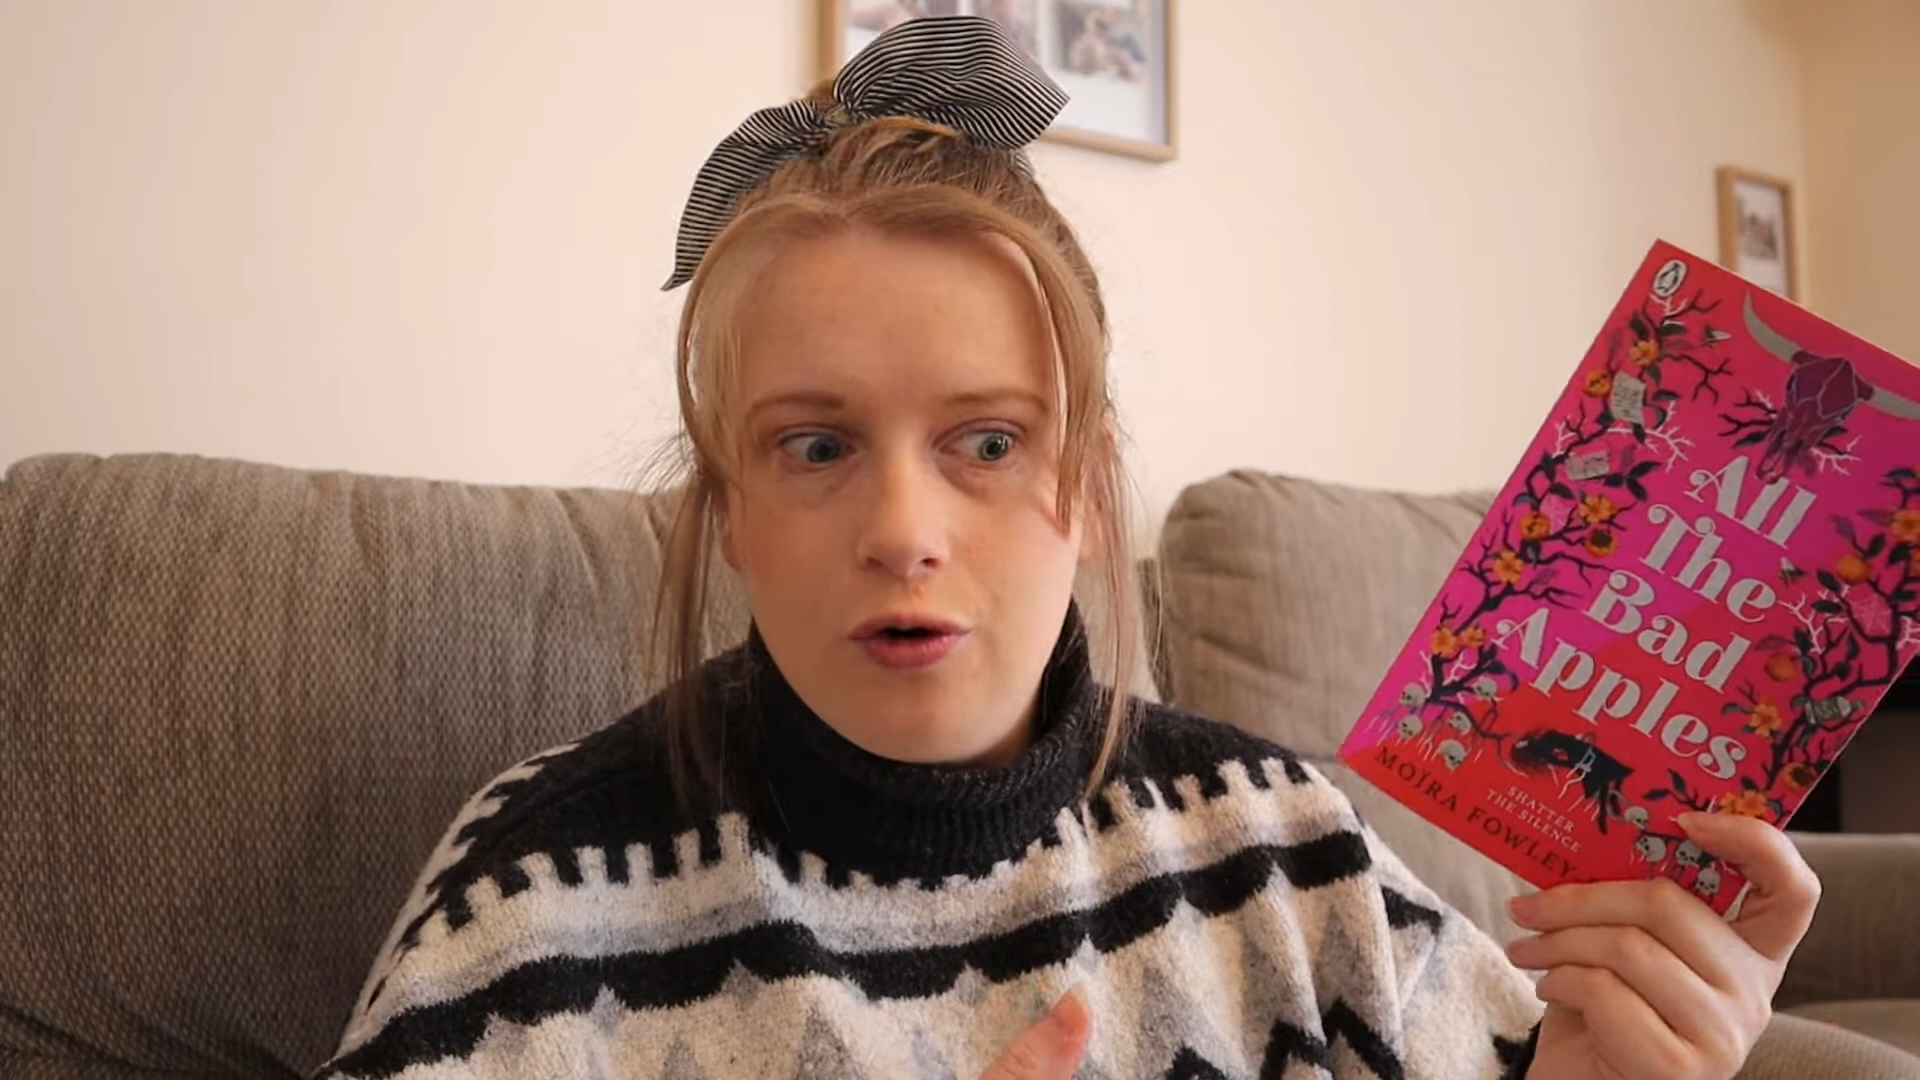 All
The
Bad
Apples
SHATTER
THE SILENCE
MOÏRA FOWLEY